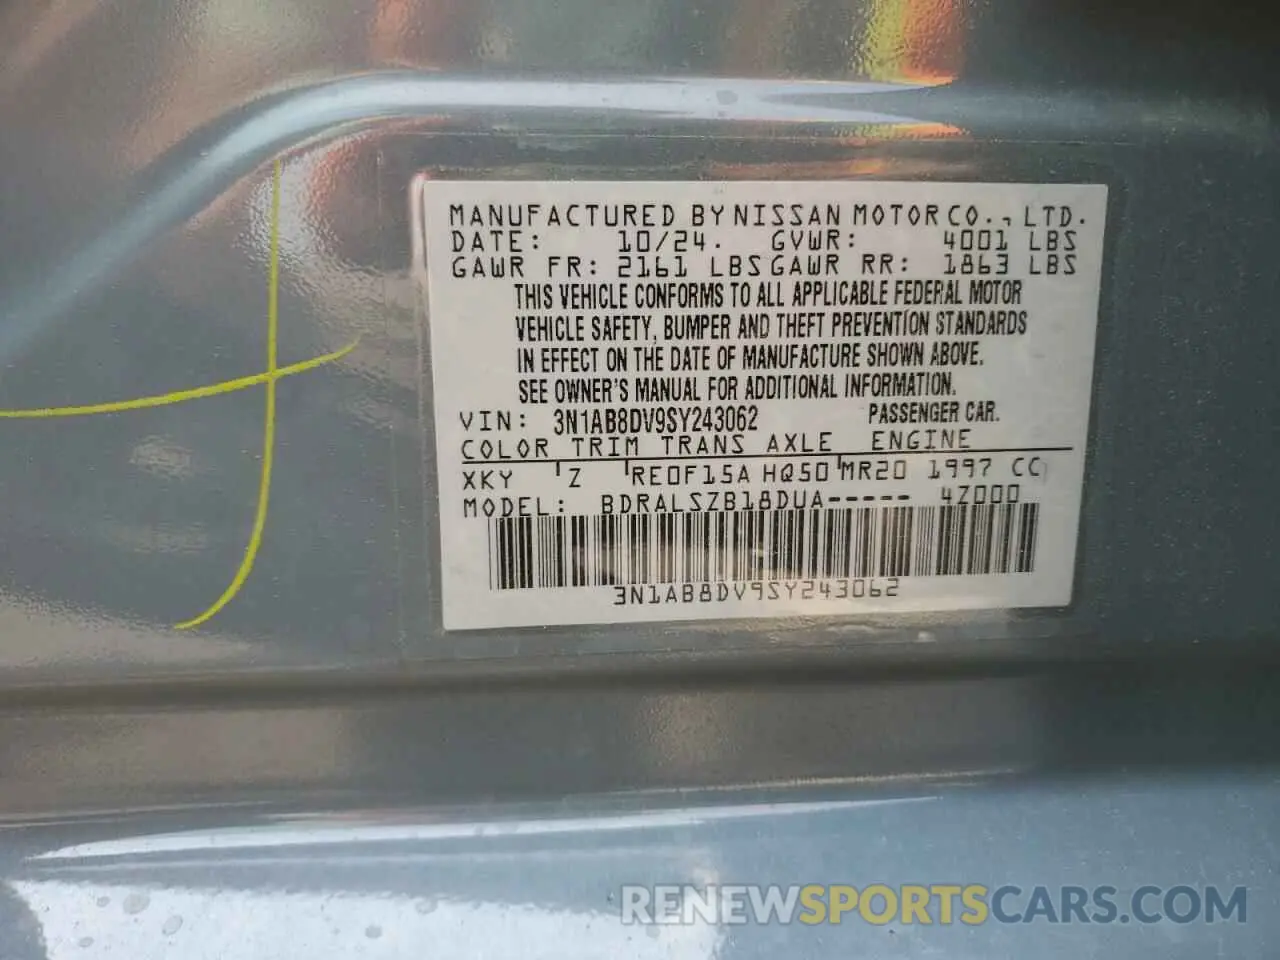 MANUFACTURED BY NISSAN MOTOR CO., LTD.
DATE: 10/24. GVWR: 4001 LBS
GAWR FR: 2161 LBS GAWR RR: 1863 LBS
THIS VEHICLE CONFORMS TO ALL APPLICABLE FEDERAL MOTOR
VEHICLE SAFETY, BUMPER AND THEFT PREVENTION STANDARDS
IN EFFECT ON THE DATE OF MANUFACTURE SHOWN ABOVE.
SEE OWNER'S MANUAL FOR ADDITIONAL INFORMATION.
VIN: 3N1AB8DV9SY243062 PASSENGER CAR.
COLOR TRIM TRANS AXLE ENGINE
XKY Z RE0F15A HQ50 MR20 1997 CC
MODEL: BDRALSZB18DUA----- 4Z000
3N1AB8DV9SY243062
RENEWSPORTSCARS.COM